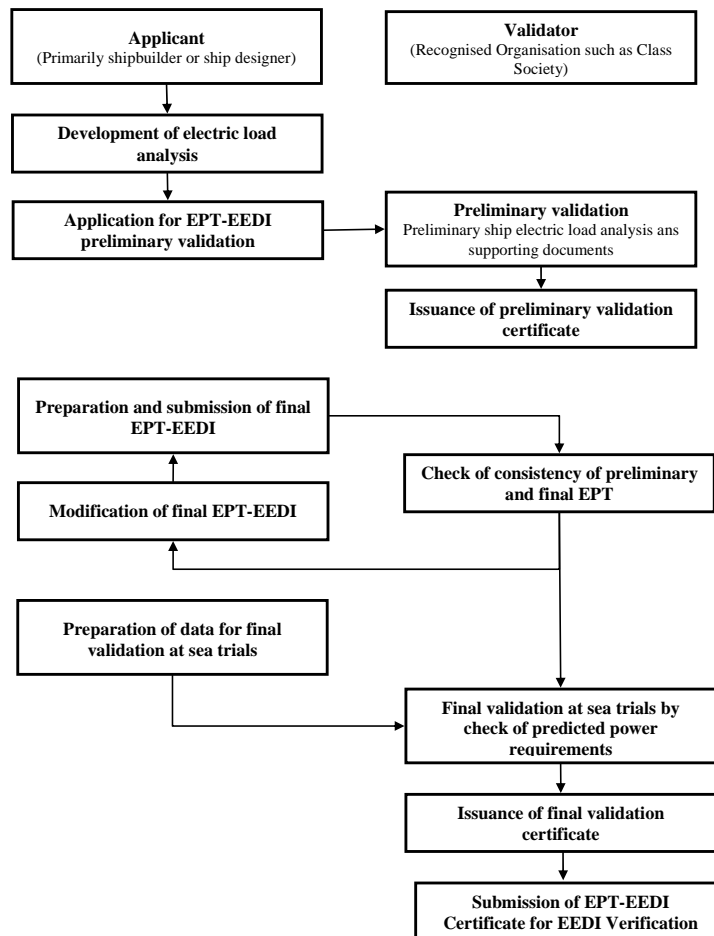 Applicant
(Primarily shipbuilder or ship designer)
Validator
(Recognised Organisation such as Class
Society)
Development of electric load
analysis
Application for EPT-EEDI
preliminary validation
Preliminary validation
Preliminary ship electric load analysis ans
supporting documents
Issuance of preliminary validation
certificate
Preparation and submission of final
EPT-EEDI
Check of consistency of preliminary
and final EPT
Modification of final EPT-EEDI
Preparation of data for final
validation at sea trials
Final validation at sea trials by
check of predicted power
requirements
Issuance of final validation
certificate
Submission of EPT-EEDI
Certificate for EEDI Verification